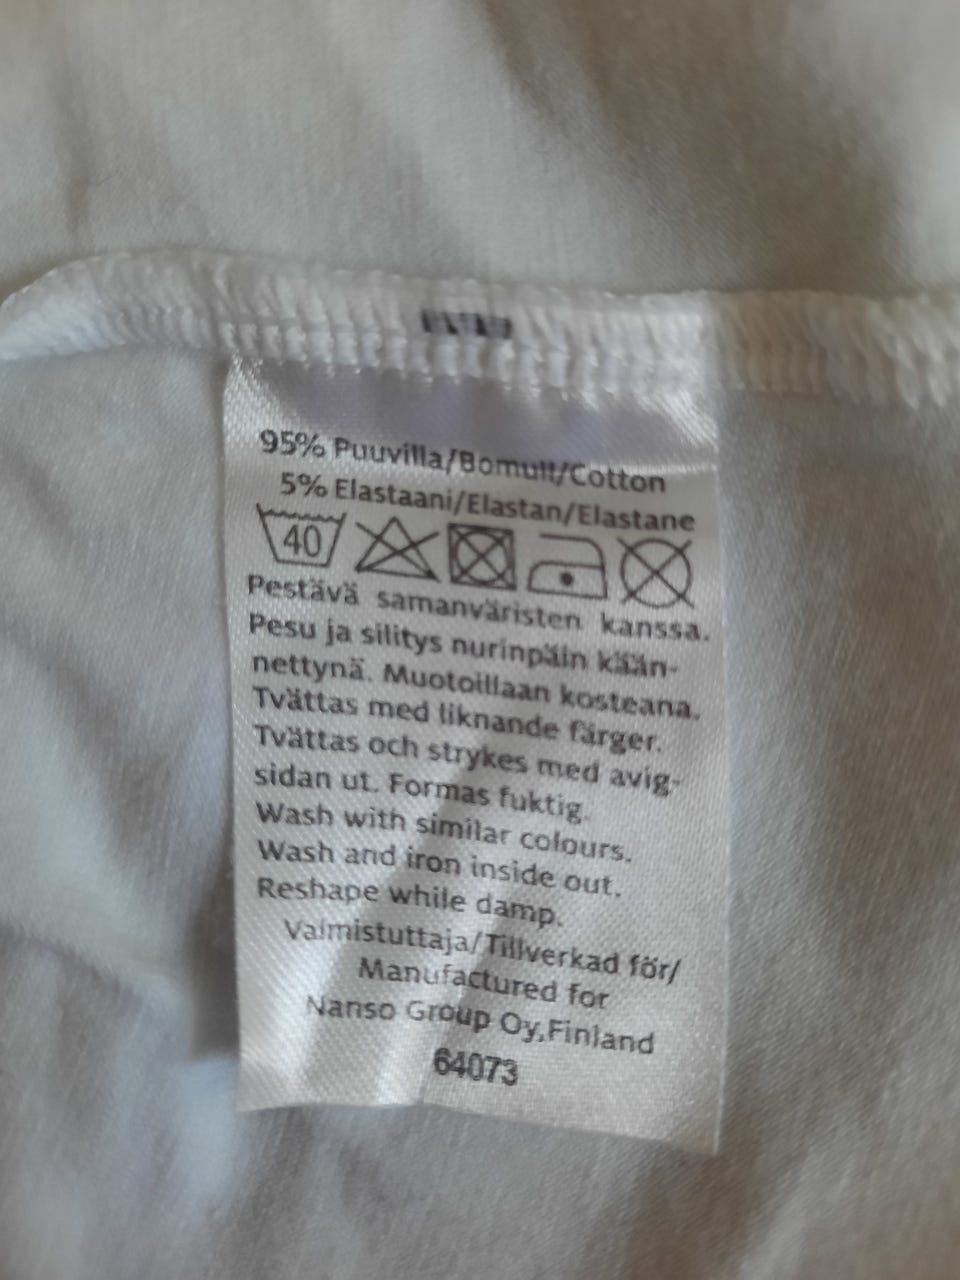 95% Puuvilla/Bomull/Cotton
5% Elastaani/Elastan/Elastane
40
Pestävä samanväristen kanssa.
Pesu ja silitys nurinpäin kään-
nettynä. Muotoillaan kosteana.
Tvättas med liknande färger.
Tvättas och strykes med avig-
sidan ut. Formas fuktig.
Wash with similar colours.
Wash and iron inside out.
Reshape while damp.
Valmistuttaja/Tillverkad för/
Manufactured for
Nanso Group Oy,Finland
64073